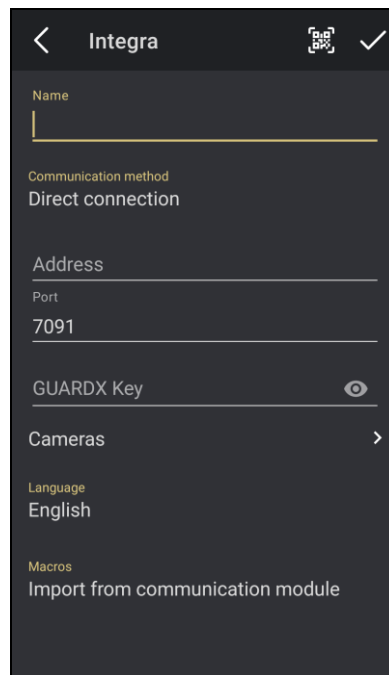 Integra
Name
Communication method
Direct connection
Address
Port
7091
GUARDX Key
Cameras
Language
English
Macros
Import from communication module